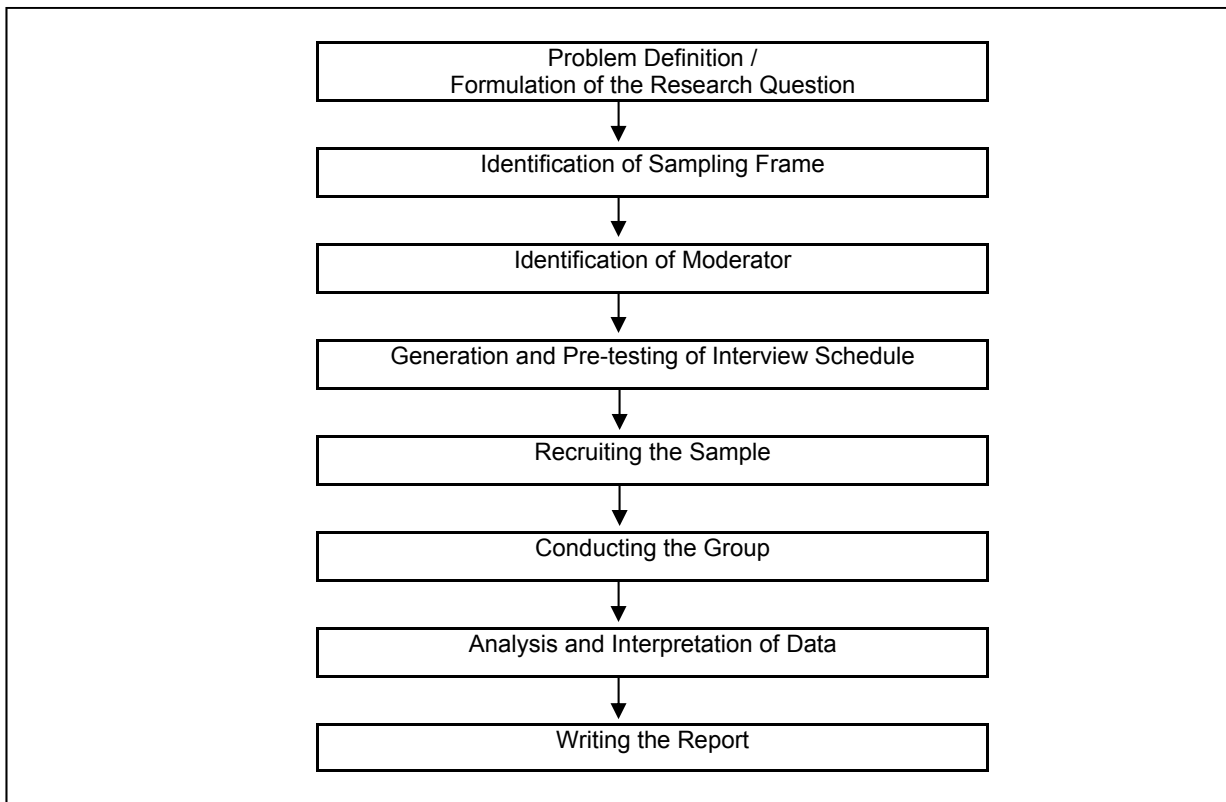 Problem Definition /
Formulation of the Research Question
Identification of Sampling Frame
Identification of Moderator
Generation and Pre-testing of Interview Schedule
Recruiting the Sample
Conducting the Group
Analysis and Interpretation of Data
Writing the Report